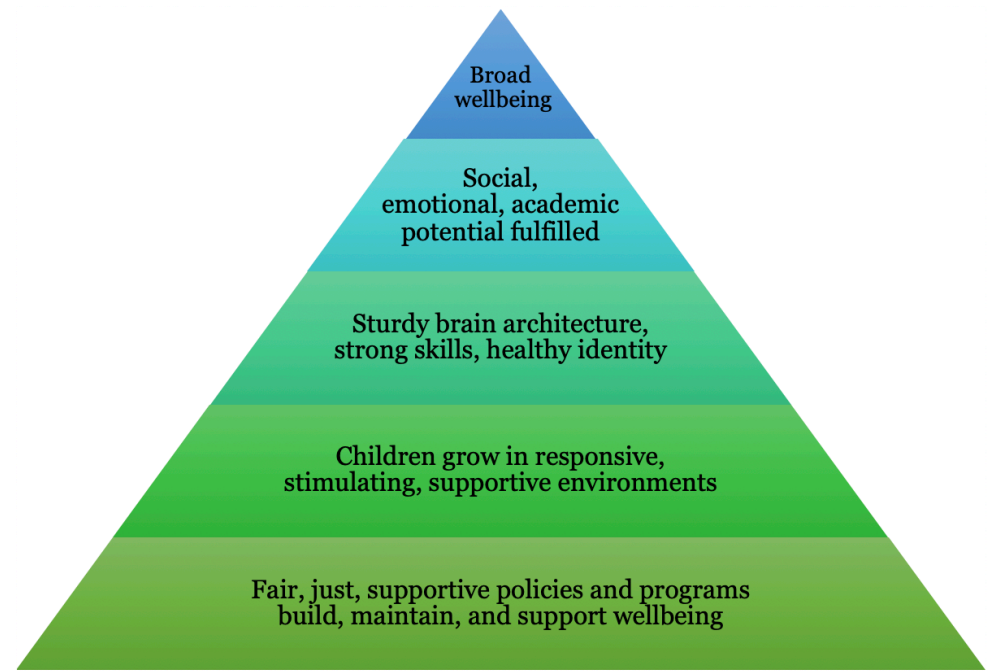 Broad
wellbeing
Social,
emotional, academic
potential fulfilled
Sturdy brain architecture,
strong skills, healthy identity
Children grow in responsive,
stimulating, supportive environments
Fair, just, supportive policies and programs
build, maintain, and support wellbeing